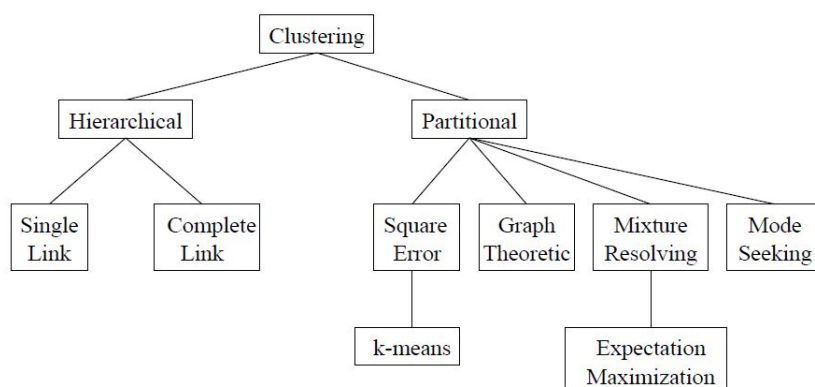 Clustering
Hierarchical
Partitional
Single
Link
Complete
Link
Square
Error
Graph
Theoretic
Mixture
Resolving
Mode
Seeking
k-means
Expectation
Maximization